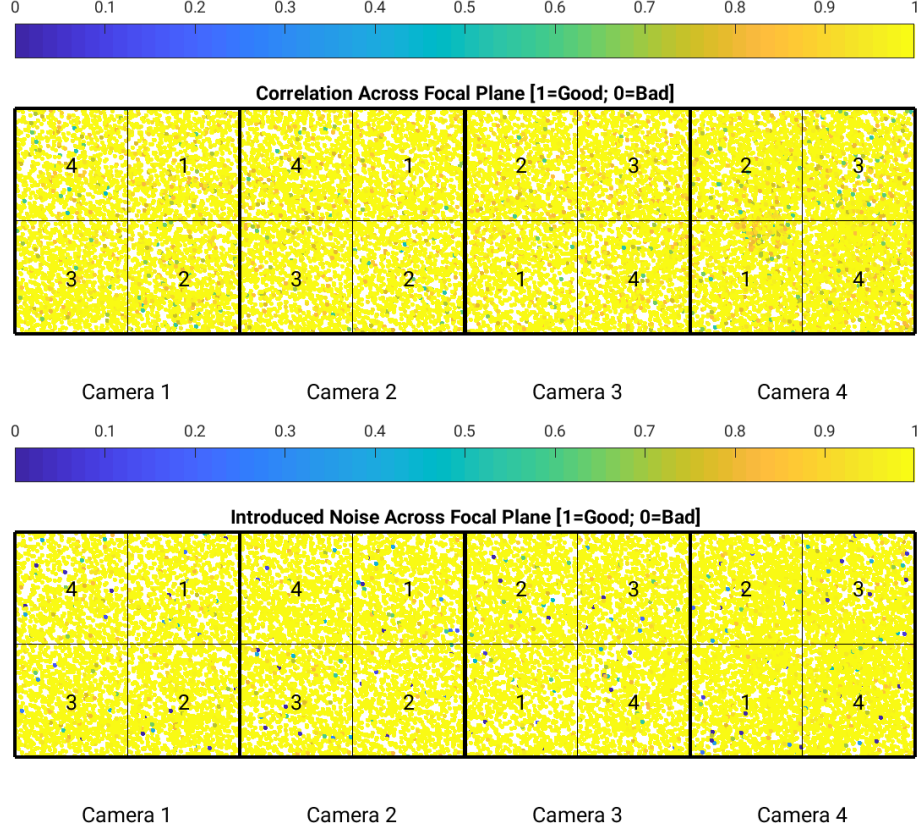 0 0.1 0.2 0.3 0.4 0.5 0.6 0.7 0.8 0.9 1
Correlation Across Focal Plane [1=Good; 0=Bad]
4 1 4 1 2 3 2 3
3 2 3 2 1 4 1 4
Camera 1 Camera 2 Camera 3 Camera 4
0 0.1 0.2 0.3 0.4 0.5 0.6 0.7 0.8 0.9 1
Introduced Noise Across Focal Plane [1=Good; 0=Bad]
4 1 4 1 2 3 2 3
3 2 3 2 1 4 1 4
Camera 1 Camera 2 Camera 3 Camera 4